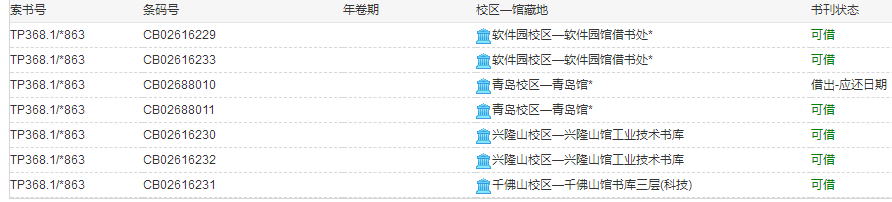 索书号 条码号 年卷期 校区—馆藏地 书刊状态
TP368.1/*863 CB02616229 软件园校区—软件园馆借书处* 可借
TP368.1/*863 CB02616233 软件园校区—软件园馆借书处* 可借
TP368.1/*863 CB02688010 青岛校区—青岛馆* 借出-应还日期
TP368.1/*863 CB02688011 青岛校区—青岛馆* 可借
TP368.1/*863 CB02616230 兴隆山校区—兴隆山馆工业技术书库 可借
TP368.1/*863 CB02616232 兴隆山校区—兴隆山馆工业技术书库 可借
TP368.1/*863 CB02616231 千佛山校区—千佛山馆书库三层(科技) 可借